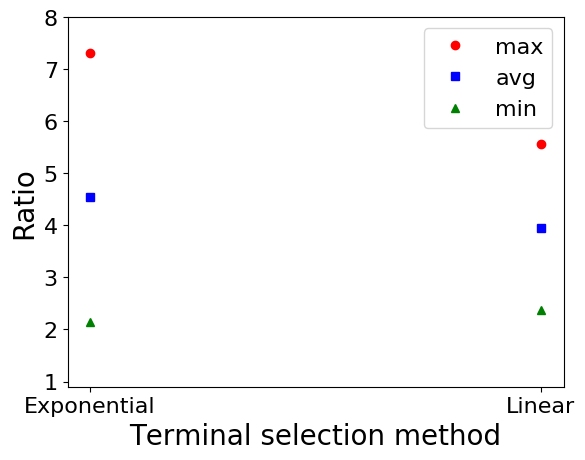 8
7
6
5
4
3
2
1
Ratio
max
avg
min
Exponential
Linear
Terminal selection method